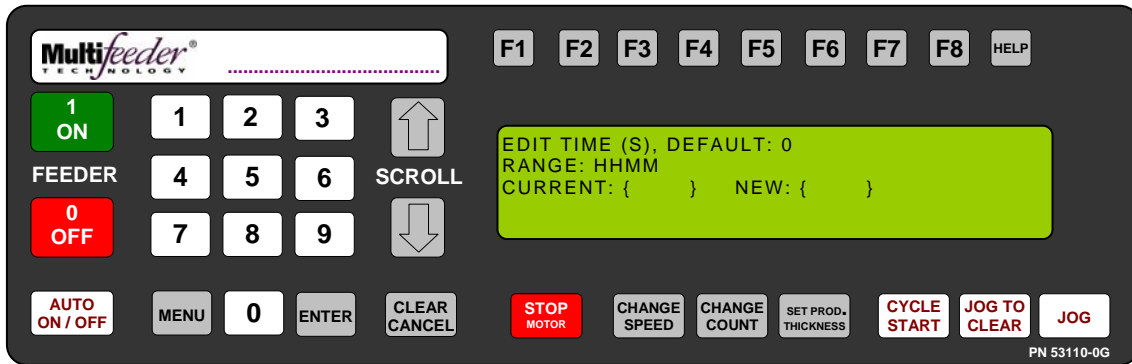 Multifeeder®
TECHNOLOGY
F1 F2 F3 F4 F5 F6 F7 F8 HELP
1
ON
FEEDER
0
OFF
1 2 3
4 5 6
7 8 9
SCROLL
EDIT TIME (S), DEFAULT: 0
RANGE: HHMM
CURRENT: { } NEW: { }
AUTO
ON / OFF
MENU 0 ENTER
CLEAR
CANCEL
STOP
MOTOR
CHANGE
SPEED
CHANGE
COUNT
SET PROD.
THICKNESS
CYCLE
START
JOG TO
CLEAR
JOG
PN 53110-0G